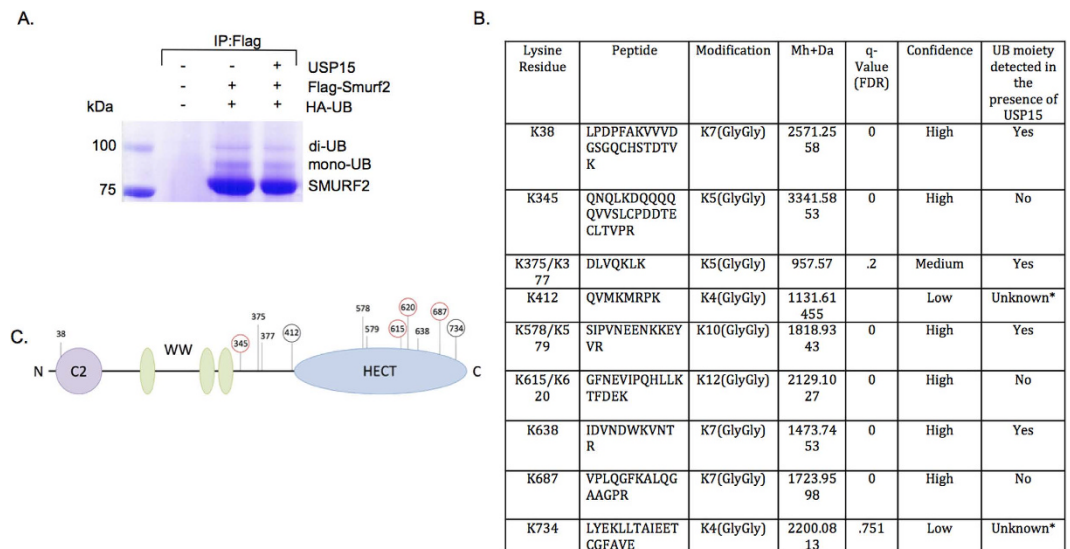 A.
IP:Flag
- - + USP15
- + + Flag-Smurf2
- + + HA-UB
kDa
100 di-UB
mono-UB
75 SMURF2
B.
Lysine Residue Peptide Modification Mh+Da q-Value (FDR) Confidence UB moiety detected in the presence of USP15
K38 LPDPFAKVVVD K7(GlyGly) 2571.25 0 High Yes
GSGQCHSTDTV 58
K
K345 QNQLKDQQQQ K5(GlyGly) 3341.58 0 High No
QVVSLCPDDTE 53
CLTVPR
K375/K3 DLVQKLK K5(GlyGly) 957.57 .2 Medium Yes
77
K412 QVMKMRPK K4(GlyGly) 1131.61 Low Unknown*
455
K578/K5 SIPVNEENKKEY K10(GlyGly) 1818.93 0 High Yes
79 VR 43
K615/K6 GFNEVIPQHLLK K12(GlyGly) 2129.10 0 High No
20 TFDEK 27
K638 IDVNDWKVNT K7(GlyGly) 1473.74 0 High Yes
R 53
K687 VPLQGFKALQG K7(GlyGly) 1723.95 0 High No
AAGPR 98
K734 LYEKLLTAIEET K4(GlyGly) 2200.08 .751 Low Unknown*
CGFAVE 13
C.
38 345 375 377 412 578 579 615 620 638 687 734
N C2 WW HECT C